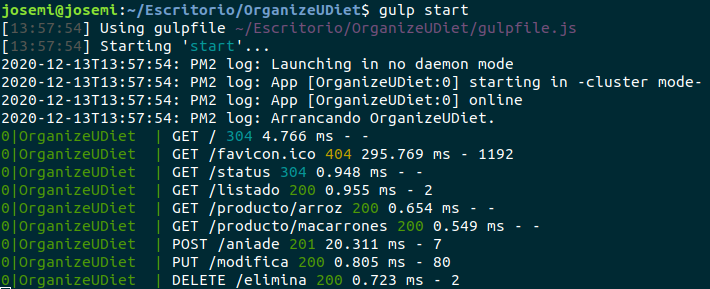 josemi@josemi:~/Escritorio/OrganizeUDiet$ gulp start
[13:57:54] Using gulpfile ~/Escritorio/OrganizeUDiet/gulpfile.js
[13:57:54] Starting 'start'...
2020-12-13T13:57:54: PM2 log: Launching in no daemon mode
2020-12-13T13:57:54: PM2 log: App [OrganizeUDiet:0] starting in -cluster mode-
2020-12-13T13:57:54: PM2 log: App [OrganizeUDiet:0] online
2020-12-13T13:57:54: PM2 log: Arrancando OrganizeUDiet.
0|OrganizeUDiet  | GET / 304 4.766 ms - -
0|OrganizeUDiet  | GET /favicon.ico 404 295.769 ms - 1192
0|OrganizeUDiet  | GET /status 304 0.948 ms - -
0|OrganizeUDiet  | GET /listado 200 0.955 ms - 2
0|OrganizeUDiet  | GET /producto/arroz 200 0.654 ms - -
0|OrganizeUDiet  | GET /producto/macarrones 200 0.549 ms - -
0|OrganizeUDiet  | POST /aniade 201 20.311 ms - 7
0|OrganizeUDiet  | PUT /modifica 200 0.805 ms - 80
0|OrganizeUDiet  | DELETE /elimina 200 0.723 ms - 2